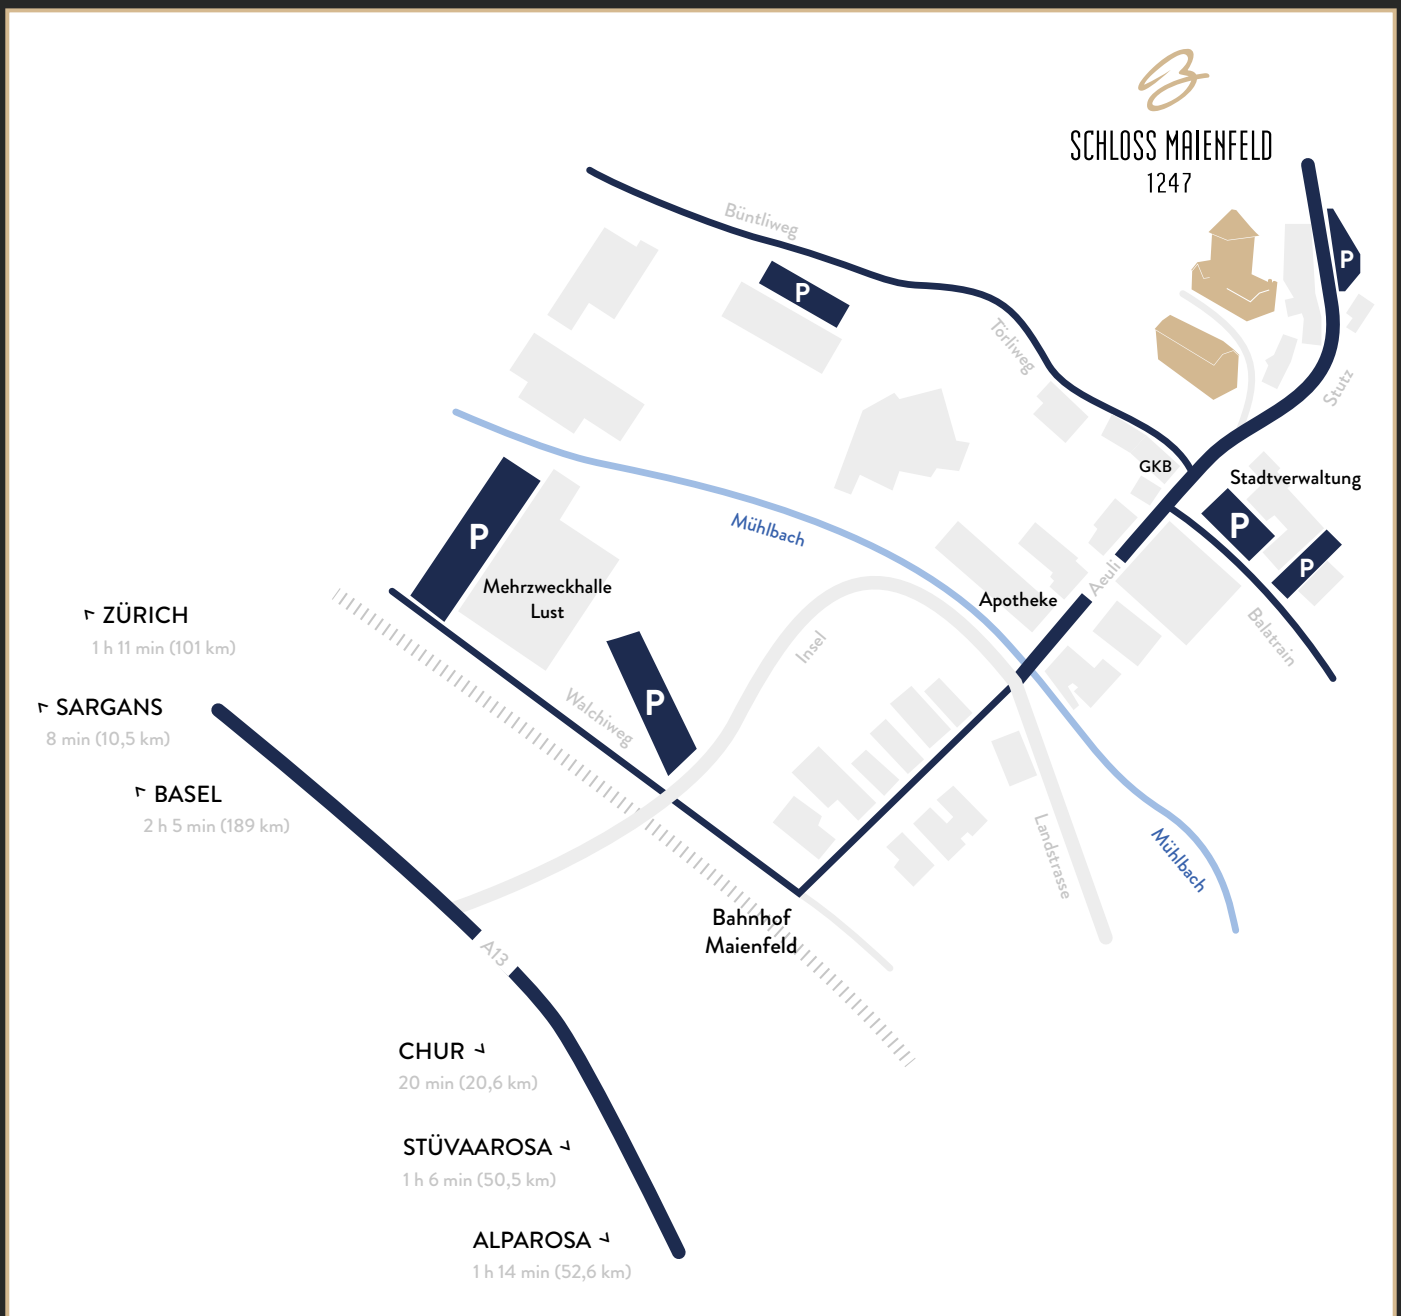 SCHLOSS MAIENFELD
1247
Büntliweg
P
P
Törliweg
Stutz
GKB
Stadtverwaltung
P
P
P
Mühlbach
Mehrzweckhalle
Lust
Apotheke
Aeuli
Balatrain
Insel
P
Walchiweg
ZÜRICH
1 h 11 min (101 km)
SARGANS
8 min (10,5 km)
BASEL
2 h 5 min (189 km)
Landstrasse
Mühlbach
Bahnhof
Maienfeld
A13
CHUR
20 min (20,6 km)
STÜVAAROSA
1 h 6 min (50,5 km)
ALPAROSA
1 h 14 min (52,6 km)